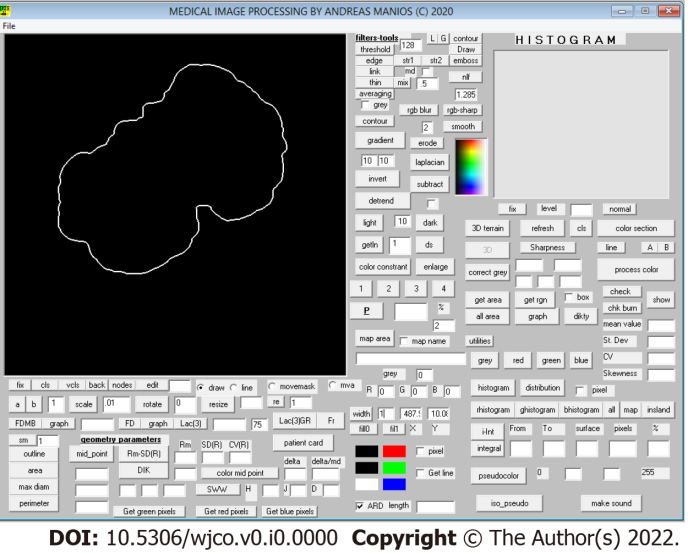 MEDICAL IMAGE PROCESSING BY ANDREAS MANIOS (C) 2020
File
filters-tools L G contour
threshold 128 Draw
edge str1 str2 emboss
link md nlf
thin mix .5
averaging 1.285
grey rgb blur rgb-sharp
contour 2 smooth
gradient erode
10 10 laplacian
invert subtract
detrend
light 10 dark
getln 1 ds
color constrant enlarge
1 2 3 4
P %
2
map area map name
grey 0
R 0 G 0 B 0
width 1 487.5 10.00
fill0 fill1 X Y
pixel
Get line
ARD length
HISTOGRAM
fix level normal
3D terrain refresh cls color section
3D Sharpness line A B
correct grey process color
get area get rgn box check show
all area graph dikty chk burn
mean value
utilities St. Dev
grey red green blue CV
Skewness
histogram distribution pixel
rhistogram ghistogram bhistogram all map insland
i-Int From To surface pixels %
integral
pseudocolor 0 255
iso_pseudo make sound
fix cls vcls back nodes edit draw line movemask mva
a b 1 scale .01 rotate 0 resize re 1
FDMB graph FD graph Lac(3) 75 Lac(3)GR Fr
sm 1 geometry parameters Rm SD(R) CV(R) patient card
outline mid_point Rm-SD(R)
area DIK color mid point delta delta/md
max diam SWW H J D
perimeter Get green pixels Get red pixels Get blue pixels
DOI: 10.5306/wjco.v0.i0.0000 Copyright © The Author(s) 2022.